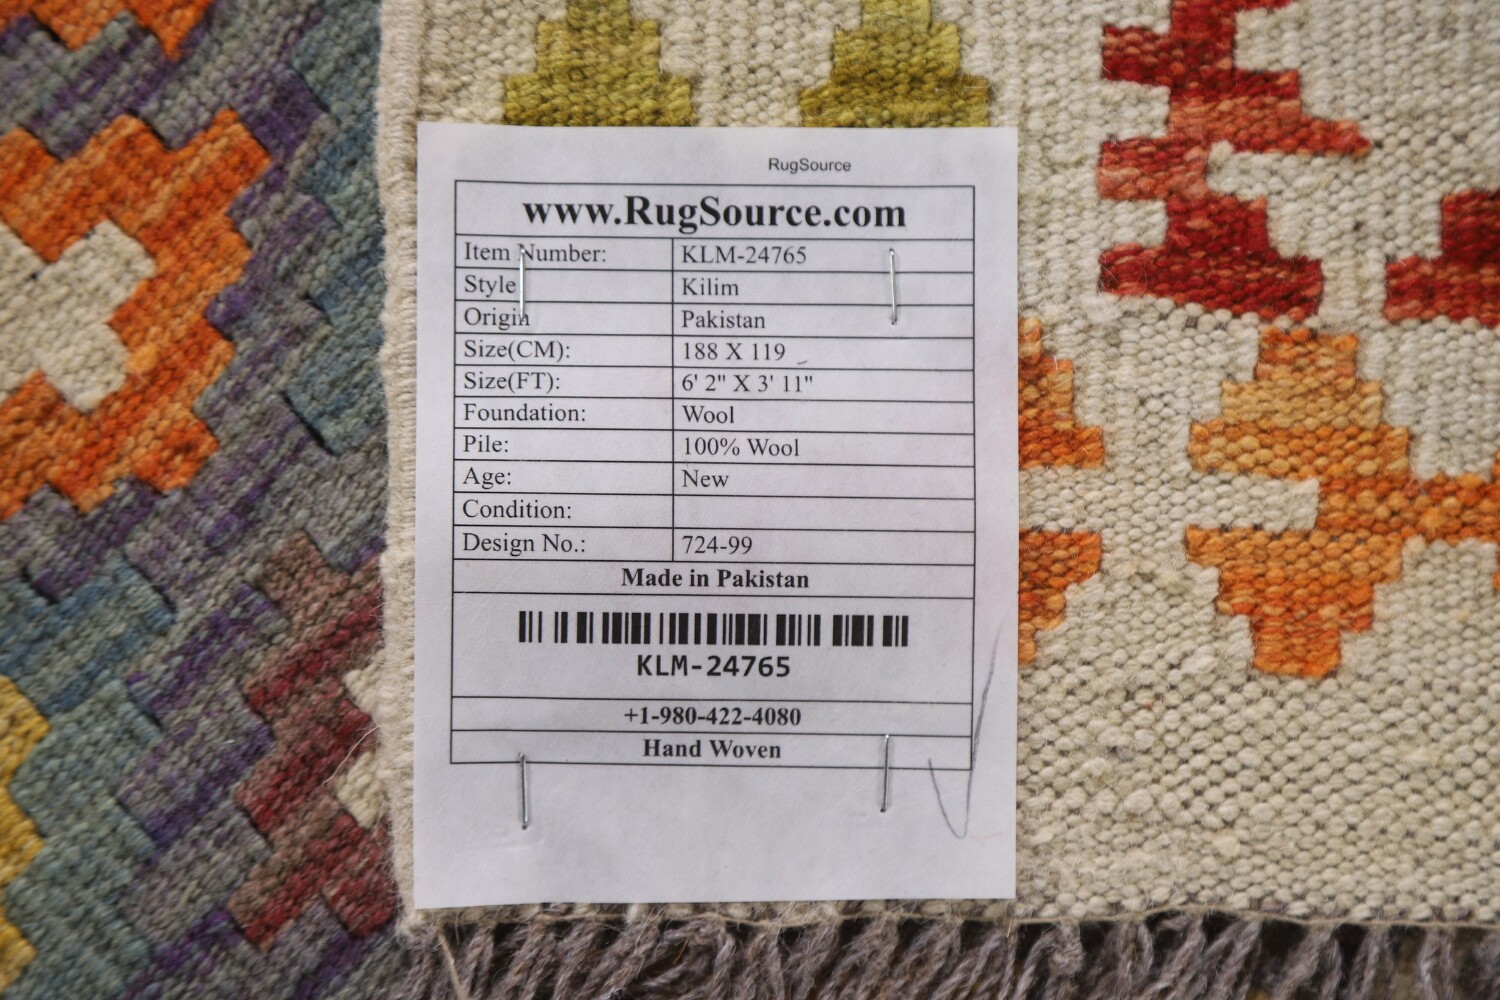 RugSource
www.RugSource.com
Item Number: KLM-24765
Style Kilim
Origin Pakistan
Size(CM): 188 X 119
Size(FT): 6' 2" X 3' 11"
Foundation: Wool
Pile: 100% Wool
Age: New
Condition:
Design No.: 724-99
Made in Pakistan
KLM-24765
+1-980-422-4080
Hand Woven